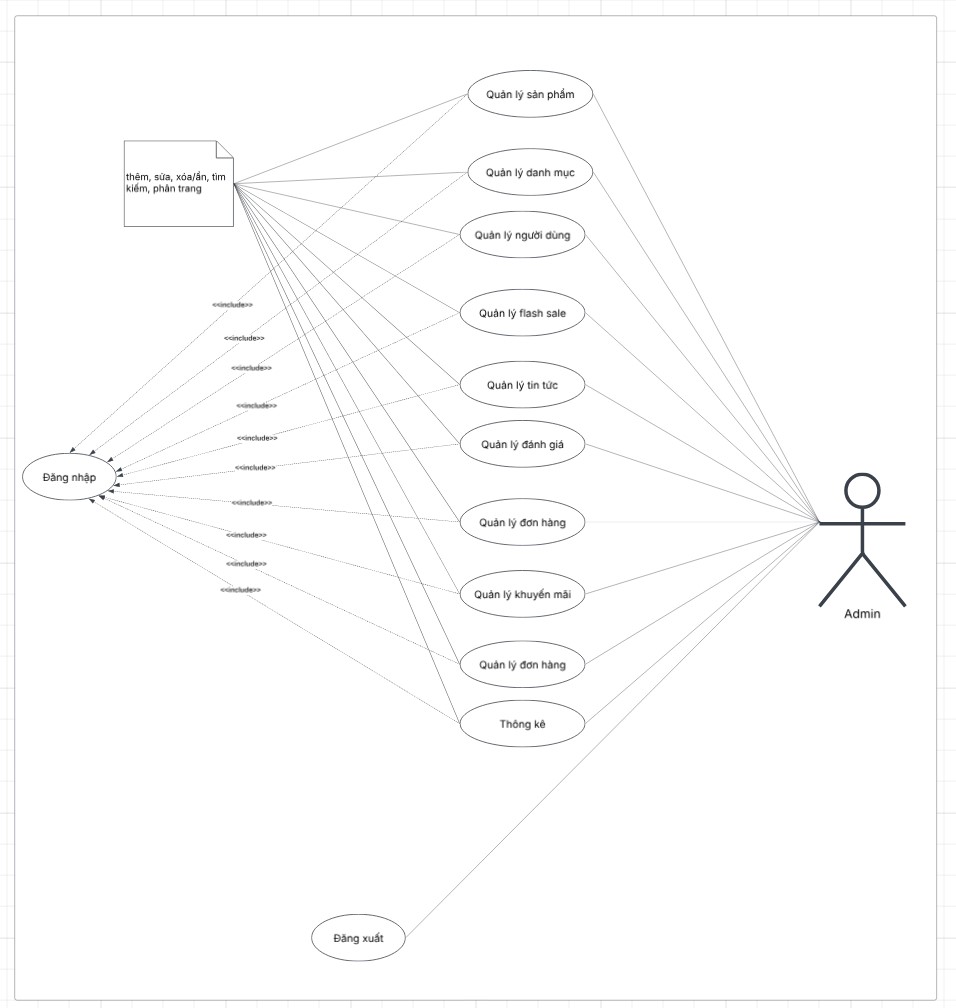 Quản lý sản phẩm
thêm, sửa, xóa/ẩn, tìm
kiếm, phân trang
Quản lý danh mục
Quản lý người dùng
<<include>>
Quản lý flash sale
<<include>>
<<include>>
Quản lý tin tức
<<include>>
<<include>>
Quản lý đánh giá
<<include>>
Đăng nhập
<<include>>
Quản lý đơn hàng
<<include>>
<<include>>
Quản lý khuyến mãi
<<include>>
Admin
Quản lý đơn hàng
Thông kê
Đăng xuất